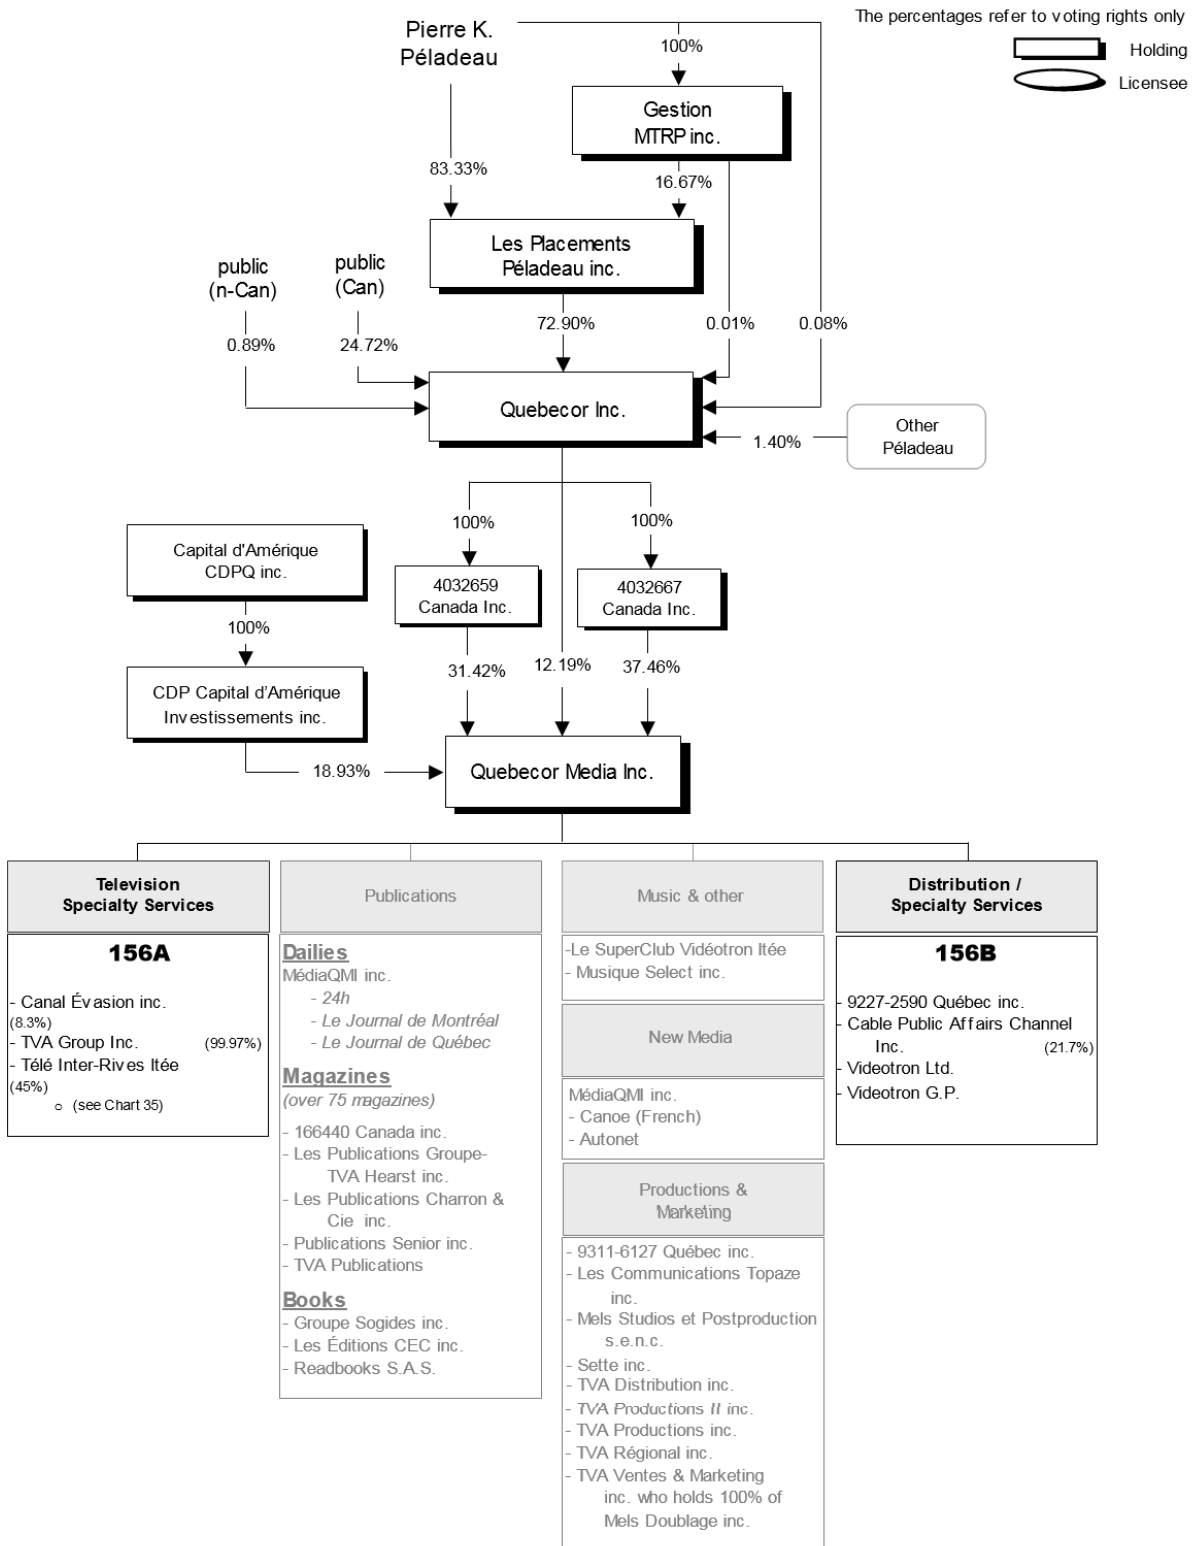 The percentages refer to voting rights only
Holding
Licensee
Pierre K.
Péladeau
100%
Gestion
MTRP inc.
83.33%
16.67%
Les Placements
Péladeau inc.
public
(n-Can)
public
(Can)
0.89%
24.72%
72.90%
0.01%
0.08%
Quebecor Inc.
1.40%
Other
Péladeau
100%
100%
Capital d'Amérique
CDPQ inc.
4032659
Canada Inc.
4032667
Canada Inc.
100%
31.42%
12.19%
37.46%
CDP Capital d’Amérique
Investissements inc.
18.93%
Quebecor Media Inc.
Television
Specialty Services
156A
- Canal Évasion inc.
(8.3%)
- TVA Group Inc. (99.97%)
- Télé Inter-Rives ltée
(45%)
o (see Chart 35)
Publications
Dailies
MédiaQMI inc.
- 24h
- Le Journal de Montréal
- Le Journal de Québec
Magazines
(over 75 magazines)
- 166440 Canada inc.
- Les Publications Groupe-
TVA Hearst inc.
- Les Publications Charron &
Cie inc.
- Publications Senior inc.
- TVA Publications
Books
- Groupe Sogides inc.
- Les Éditions CEC inc.
- Readbooks S.A.S.
Music & other
-Le SuperClub Vidéotron ltée
- Musique Select inc.
New Media
MédiaQMI inc.
- Canoe (French)
- Autonet
Productions &
Marketing
- 9311-6127 Québec inc.
- Les Communications Topaze
inc.
- Mels Studios et Postproduction
s.e.n.c.
- Sette inc.
- TVA Distribution inc.
- TVA Productions II inc.
- TVA Productions inc.
- TVA Régional inc.
- TVA Ventes & Marketing
inc. who holds 100% of
Mels Doublage inc.
Distribution /
Specialty Services
156B
- 9227-2590 Québec inc.
- Cable Public Affairs Channel
Inc. (21.7%)
- Videotron Ltd.
- Videotron G.P.